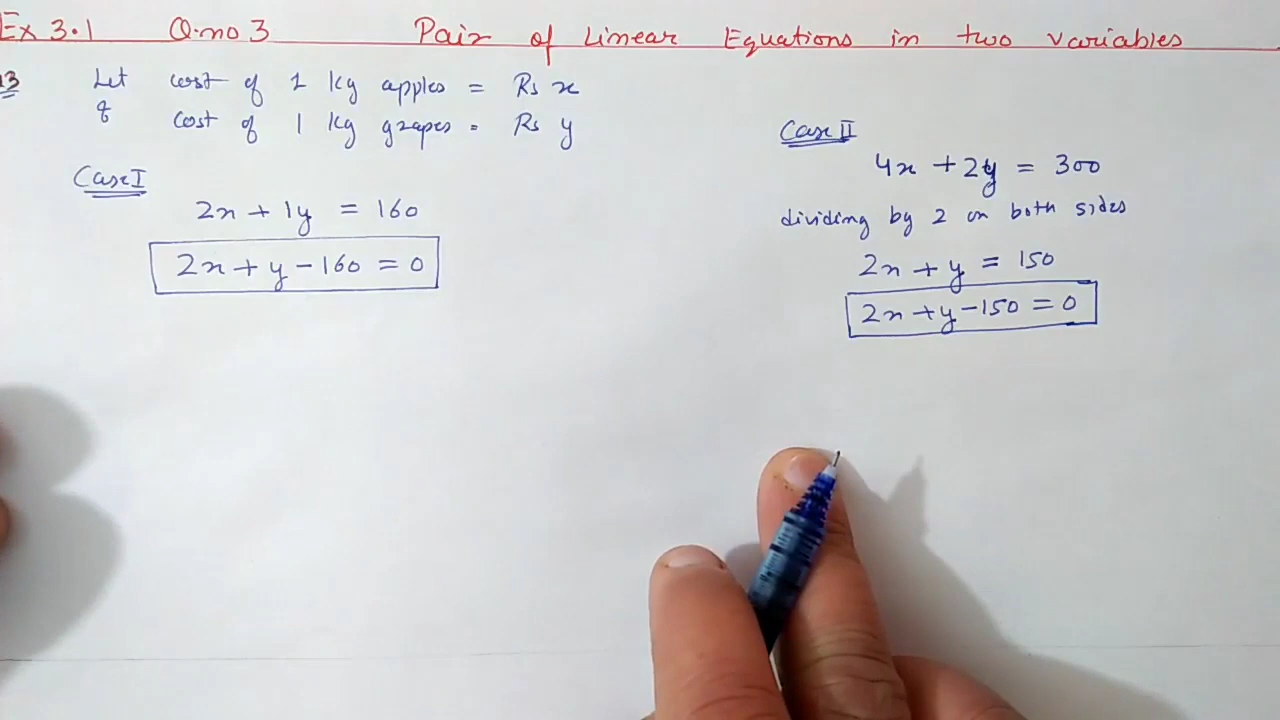 Ex 3.1 Q.no 3 Pair of Linear Equations in two variables
Let cost of 1 kg apples = Rs x
& cost of 1 kg grapes = Rs y
Case I
2x + 1y = 160
2x + y - 160 = 0
Case II
4x + 2y = 300
dividing by 2 on both sides
2x + y = 150
2x + y - 150 = 0